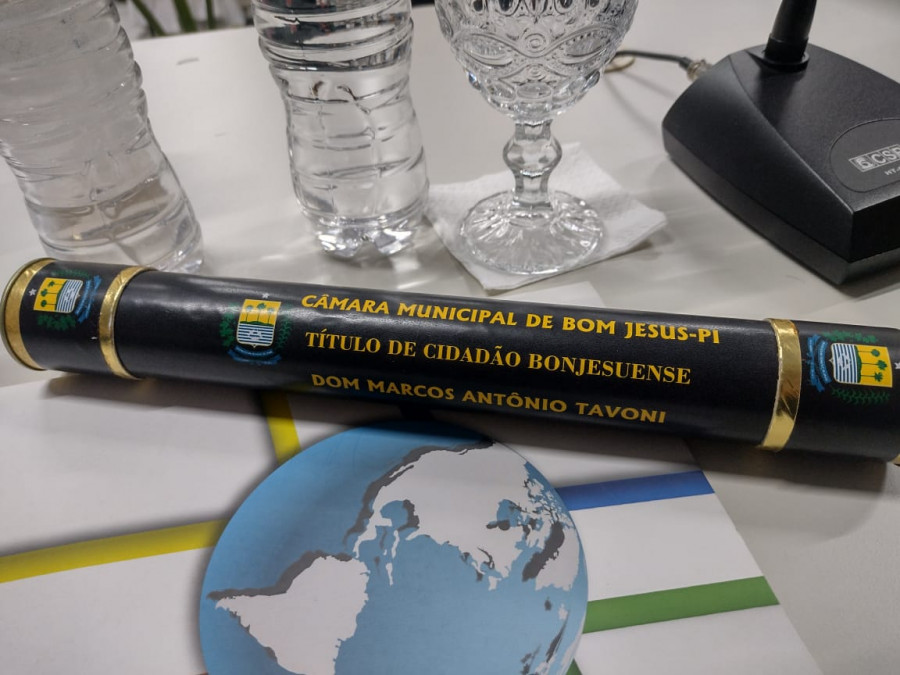 CÂMARA MUNICIPAL DE BOM JESUS-PI
TÍTULO DE CIDADÃO BONJESUENSE
DOM MARCOS ANTÔNIO TAVONI